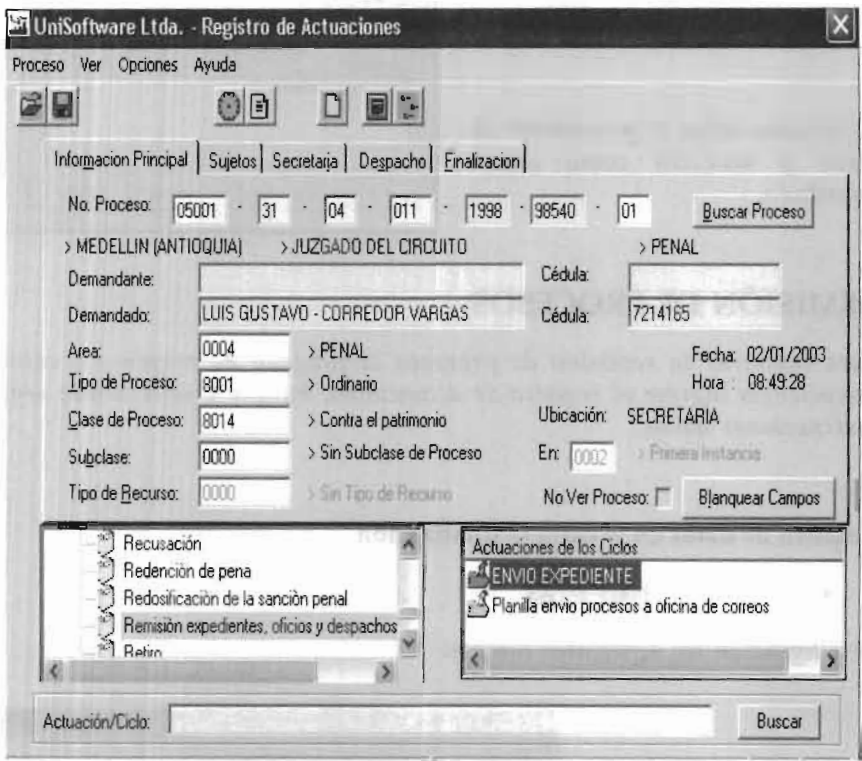 UniSoftware Ltda. - Registro de Actuaciones X
Proceso Ver Opciones Ayuda
Informacion Principal Sujetos Secretaria Despacho Finalizacion
No. Proceso: 05001 - 31 - 04 - 011 - 1998 - 98540 - 01 Buscar Proceso
> MEDELLIN (ANTIOQUIA) > JUZGADO DEL CIRCUITO > PENAL
Demandante: Cédula:
Demandado: LUIS GUSTAVO - CORREDOR VARGAS Cédula: 7214165
Area: 0004 > PENAL Fecha: 02/01/2003
Tipo de Proceso: 8001 > Ordinario Hora : 08:49:28
Clase de Proceso: 8014 > Contra el patrimonio Ubicación: SECRETARIA
Subclase: 0000 > Sin Subclase de Proceso En: 0002 > Primera Instancia
Tipo de Recurso: 0000 > Sin Tipo de Recurso No Ver Proceso: Blanquear Campos
Recusación
Redención de pena
Redosificación de la sanciòn penal
Remisiòn expedientes, oficios y despachos
Retiro
Actuaciones de los Ciclos
ENVIO EXPEDIENTE
Planilla envio procesos a oficina de correos
Actuación/Ciclo: Buscar